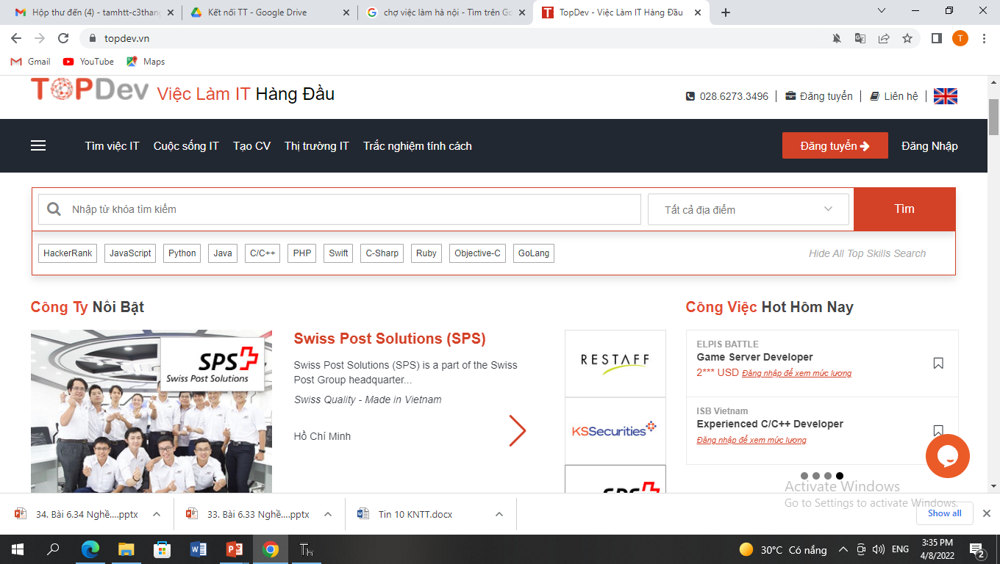 Hộp thư đến (4) - tamhtt-c3than
Kết nối TT - Google Drive
chợ việc làm hà nội - Tìm trên Go
TopDev - Việc Làm IT Hàng Đầu
topdev.vn
T
Gmail
YouTube
Maps
TOPDev Việc Làm IT Hàng Đầu
028.6273.3496 | Đăng tuyển | Liên hệ |
Tìm việc IT
Cuộc sống IT
Tạo CV
Thị trường IT
Trắc nghiệm tính cách
Đăng tuyển
Đăng Nhập
Nhập từ khóa tìm kiếm
Tất cả địa điểm
Tìm
HackerRank
JavaScript
Python
Java
C/C++
PHP
Swift
C-Sharp
Ruby
Objective-C
GoLang
Hide All Top Skills Search
Công Ty Nổi Bật
SPS
Swiss Post Solutions
Swiss Post Solutions (SPS)
Swiss Post Solutions (SPS) is a part of the Swiss
Post Group headquarter...
Swiss Quality - Made in Vietnam
Hồ Chí Minh
RESTAFF
KSSecurities
SPS
Công Việc Hot Hôm Nay
ELPIS BATTLE
Game Server Developer
2*** USD Đăng nhập để xem mức lương
ISB Vietnam
Experienced C/C++ Developer
Đăng nhập để xem mức lương
Activate Windows
Go to Settings to activate Windows.
34. Bài 6.34 Nghề....pptx
33. Bài 6.33 Nghề....pptx
Tin 10 KNTT.docx
Show all
30°C Có nắng
ENG
3:35 PM
4/8/2022
2